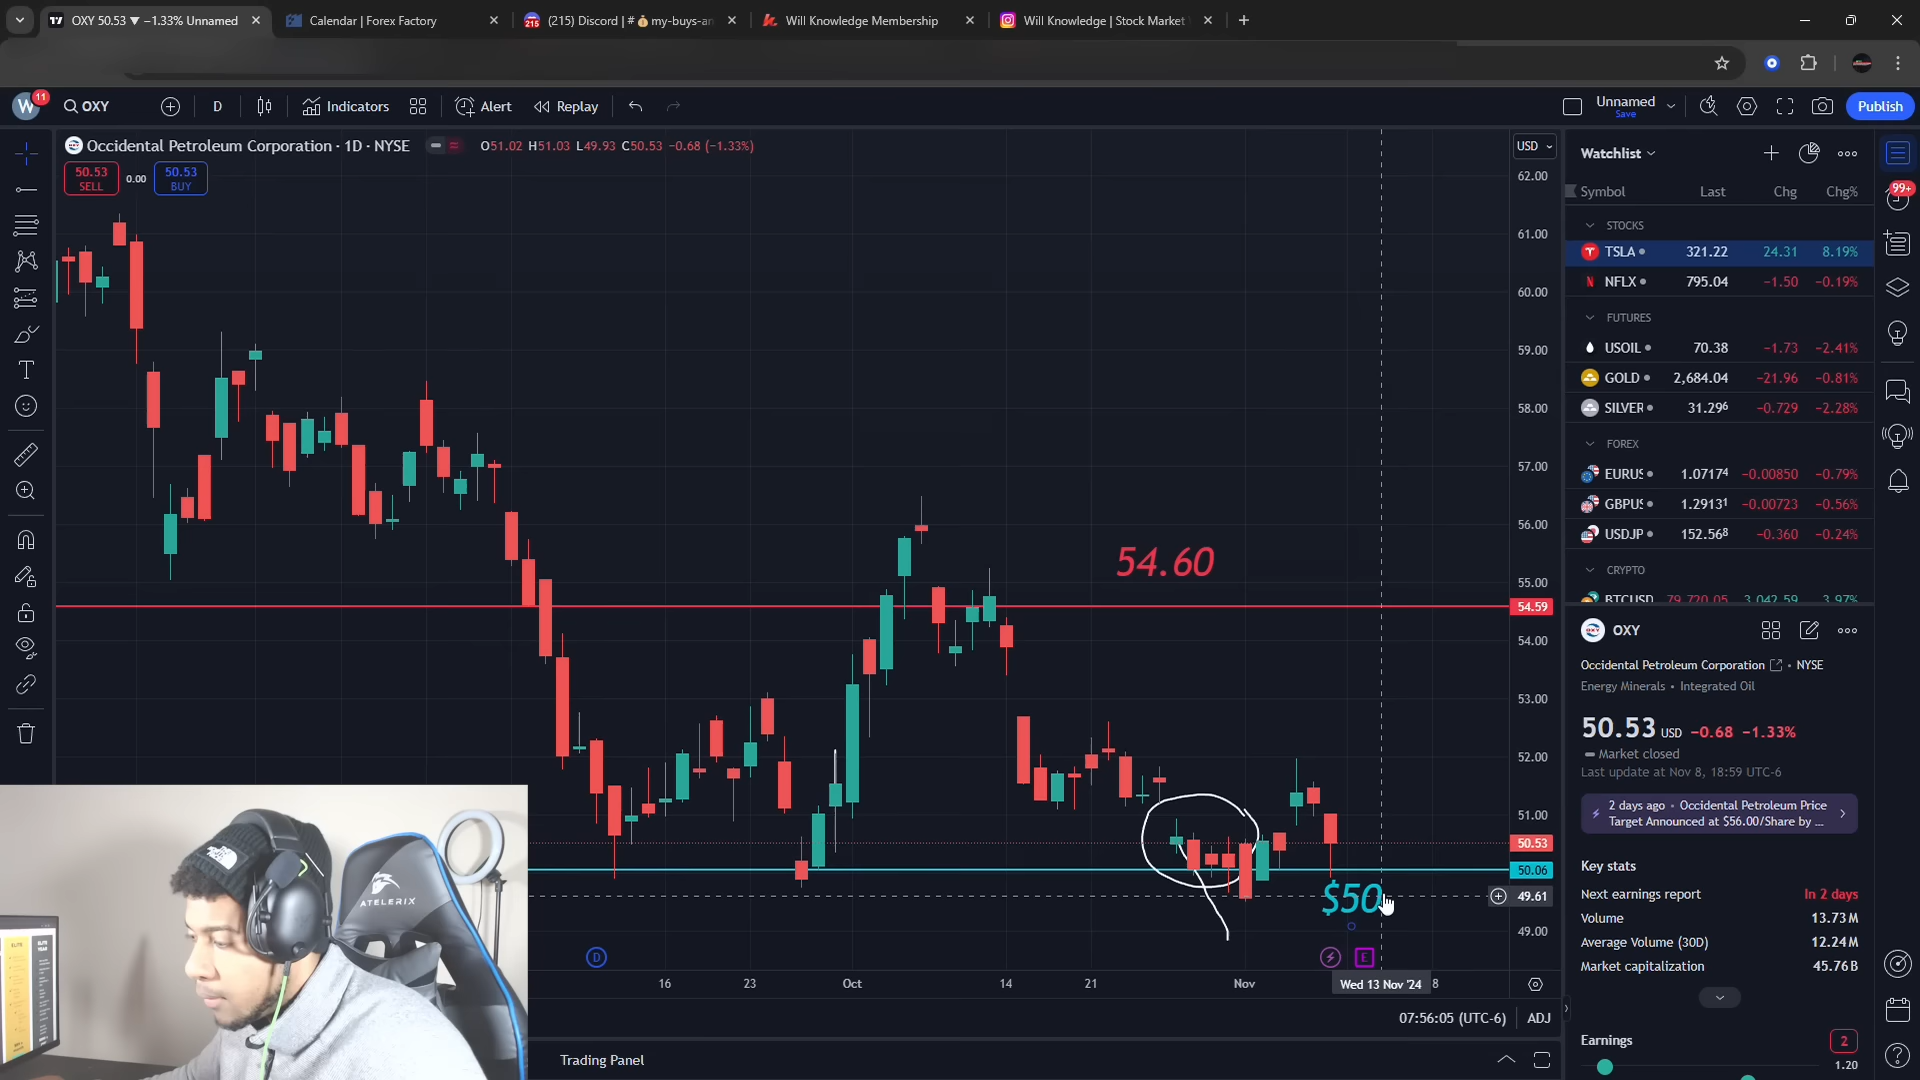 OXY 50.53 ▼ −1.33% Unnamed
Calendar | Forex Factory
(215) Discord | # 💰my-buys-an
Will Knowledge Membership
Will Knowledge | Stock Market
W 11 OXY D Indicators Alert Replay Unnamed Save Publish
Occidental Petroleum Corporation · 1D · NYSE O51.02 H51.03 L49.93 C50.53 −0.68 (−1.33%)
50.53 SELL 0.00 50.53 BUY
USD
62.00
61.00
60.00
59.00
58.00
57.00
56.00
55.00
54.59
54.00
53.00
52.00
51.00
50.53
50.06
49.61
49.00
54.60
$50
D E
16 23 Oct 14 21 Nov Wed 13 Nov '24 8
07:56:05 (UTC-6) ADJ
Trading Panel
Watchlist
Symbol Last Chg Chg%
STOCKS
TSLA 321.22 24.31 8.19%
NFLX 795.04 −1.50 −0.19%
FUTURES
USOIL 70.38 −1.73 −2.41%
GOLD 2,684.04 −21.96 −0.81%
SILVER 31.296 −0.729 −2.28%
FOREX
EURUS 1.07174 −0.00850 −0.79%
GBPUS 1.29131 −0.00723 −0.56%
USDJP 152.568 −0.360 −0.24%
CRYPTO
BTCUSD 79,720.05 3,042.59 3.97%
OXY
Occidental Petroleum Corporation • NYSE
Energy Minerals • Integrated Oil
50.53 USD −0.68 −1.33%
Market closed
Last update at Nov 8, 18:59 UTC-6
2 days ago • Occidental Petroleum Price
Target Announced at $56.00/Share by ...
Key stats
Next earnings report In 2 days
Volume 13.73M
Average Volume (30D) 12.24M
Market capitalization 45.76B
Earnings 2
1.20
99+
ATELERIX